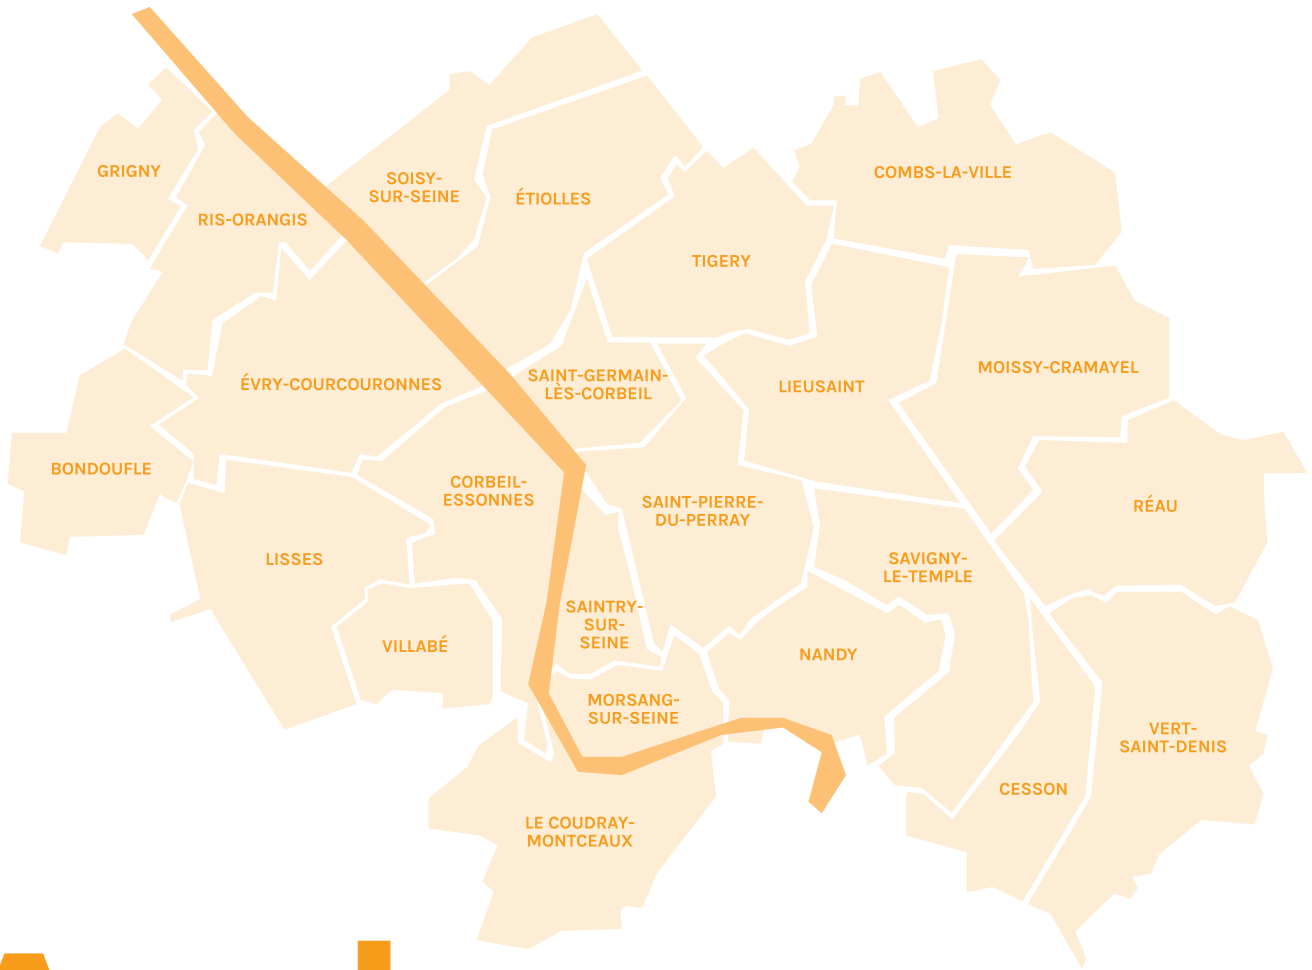 GRIGNY
SOISY-
SUR-SEINE
ÉTIOLLES
COMBS-LA-VILLE
RIS-ORANGIS
TIGERY
ÉVRY-COURCOURONNES
SAINT-GERMAIN-
LÈS-CORBEIL
LIEUSAINT
MOISSY-CRAMAYEL
BONDOUFLE
CORBEIL-
ESSONNES
SAINT-PIERRE-
DU-PERRAY
RÉAU
LISSES
SAVIGNY-
LE-TEMPLE
SAINTRY-
SUR-
SEINE
VILLABÉ
NANDY
MORSANG-
SUR-SEINE
VERT-
SAINT-DENIS
CESSON
LE COUDRAY-
MONTCEAUX